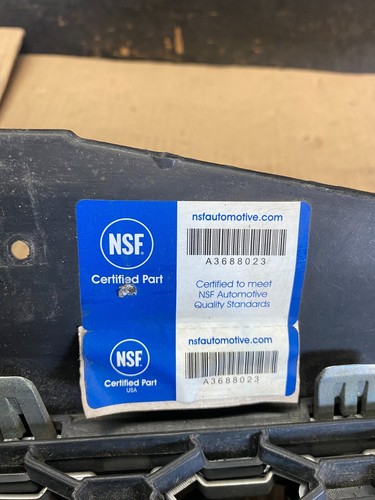 NSF.
Certified Part
nsfautomotive.com
A3688023
Certified to meet
NSF Automotive
Quality Standards
NSF.
Certified Part
USA
nsfautomotive.com
A3688023